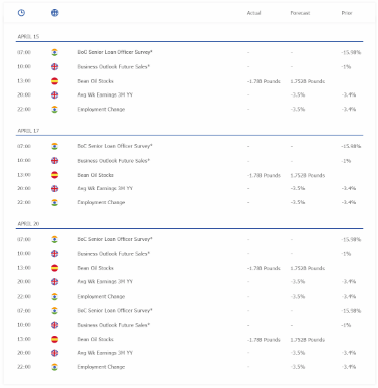 Actual Forecast Prior
APRIL 15
07:00 BoC Senior Loan Officer Survey* - - -15.98%
10:00 Business Outlook Future Sales* - - -1%
13:00 Bean Oil Stocks -1.78B Pounds 1.752B Pounds
20:00 Avg Wk Earnings 3M YY - -3.5% -3.4%
22:00 Employment Change - -3.5% -3.4%
APRIL 17
07:00 BoC Senior Loan Officer Survey* - - -15.98%
10:00 Business Outlook Future Sales* - - -1%
13:00 Bean Oil Stocks -1.78B Pounds 1.752B Pounds
20:00 Avg Wk Earnings 3M YY - -3.5% -3.4%
22:00 Employment Change - -3.5% -3.4%
APRIL 20
07:00 BoC Senior Loan Officer Survey* - - -15.98%
10:00 Business Outlook Future Sales* - - -1%
13:00 Bean Oil Stocks -1.78B Pounds 1.752B Pounds
20:00 Avg Wk Earnings 3M YY - -3.5% -3.4%
22:00 Employment Change - -3.5% -3.4%
07:00 BoC Senior Loan Officer Survey* - - -15.98%
10:00 Business Outlook Future Sales* - - -1%
13:00 Bean Oil Stocks -1.78B Pounds 1.752B Pounds
20:00 Avg Wk Earnings 3M YY - -3.5% -3.4%
22:00 Employment Change - -3.5% -3.4%